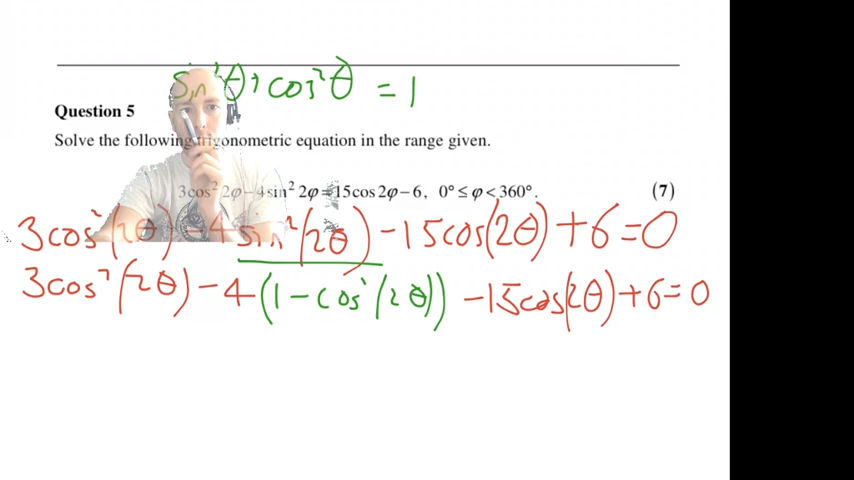 sin²θ + cos²θ = 1
Question 5
Solve the following trigonometric equation in the range given.
3cos² 2φ – 4sin² 2φ = 15cos 2φ – 6, 0° ≤ φ < 360°. (7)
3cos²(2θ) – 4sin²(2θ) – 15cos(2θ) + 6 = 0
3cos²(2θ) – 4(1 – cos²(2θ)) – 15cos(2θ) + 6 = 0